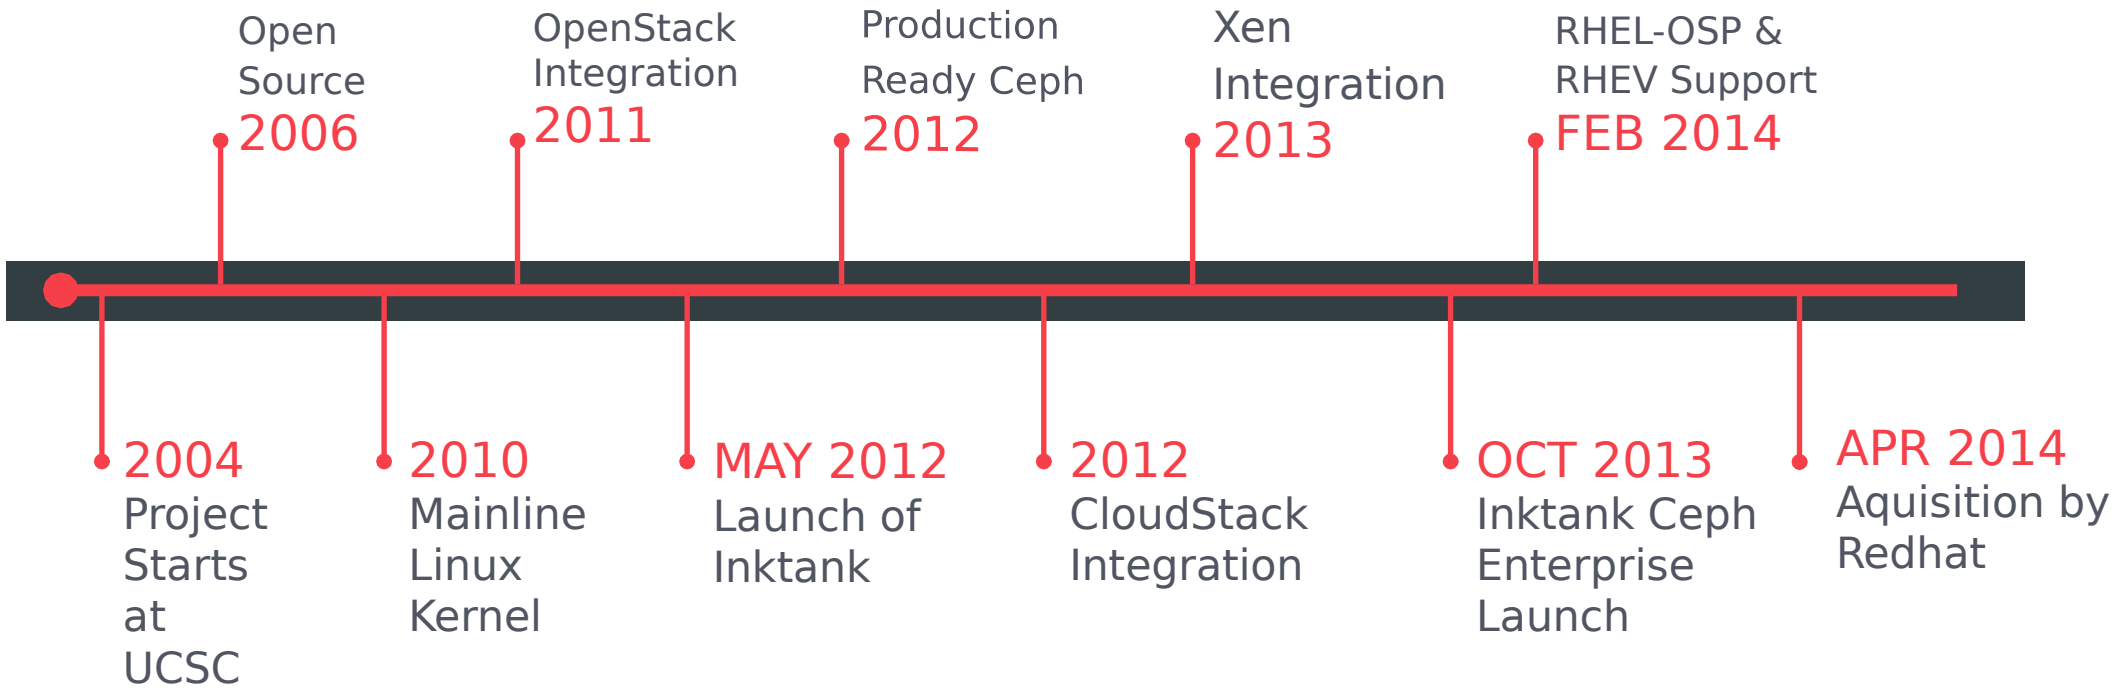 Open
Source
2006
OpenStack
Integration
2011
Production
Ready Ceph
2012
Xen
Integration
2013
RHEL-OSP &
RHEV Support
FEB 2014
2004
Project
Starts
at
UCSC
2010
Mainline
Linux
Kernel
MAY 2012
Launch of
Inktank
2012
CloudStack
Integration
OCT 2013
Inktank Ceph
Enterprise
Launch
APR 2014
Aquisition by
Redhat